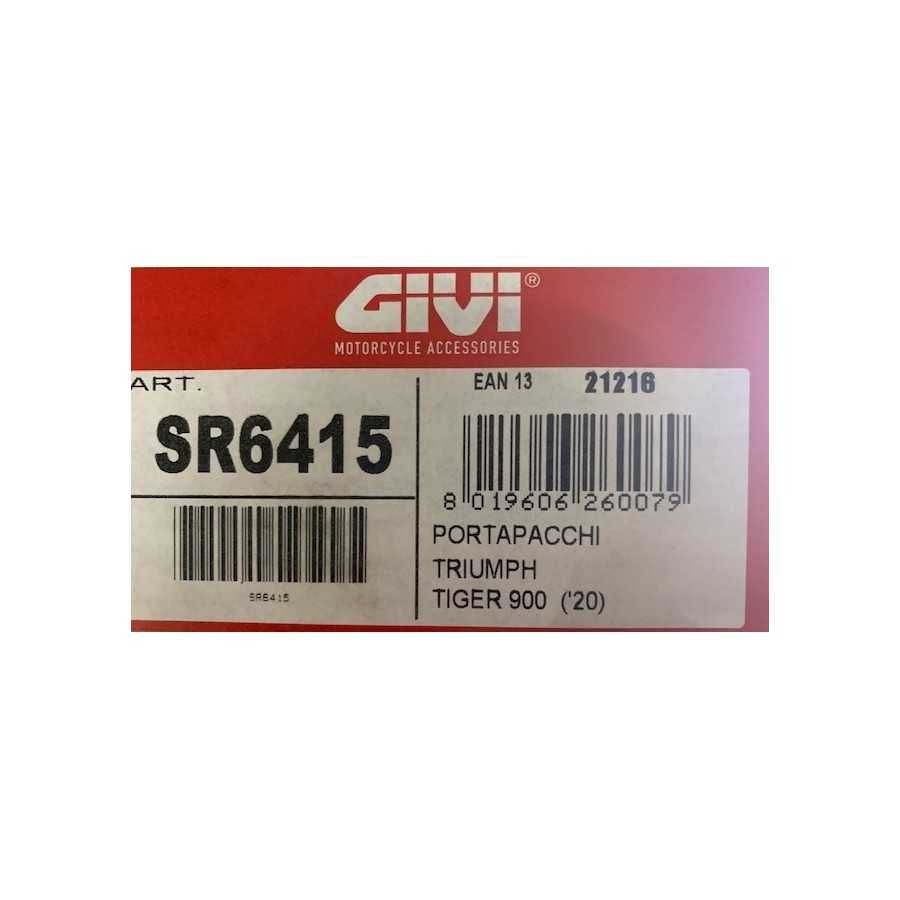 GIVI®
MOTORCYCLE ACCESSORIES
ART.
SR6415
SR6415
EAN 13 21216
8 019606 260079
PORTAPACCHI
TRIUMPH
TIGER 900 ('20)